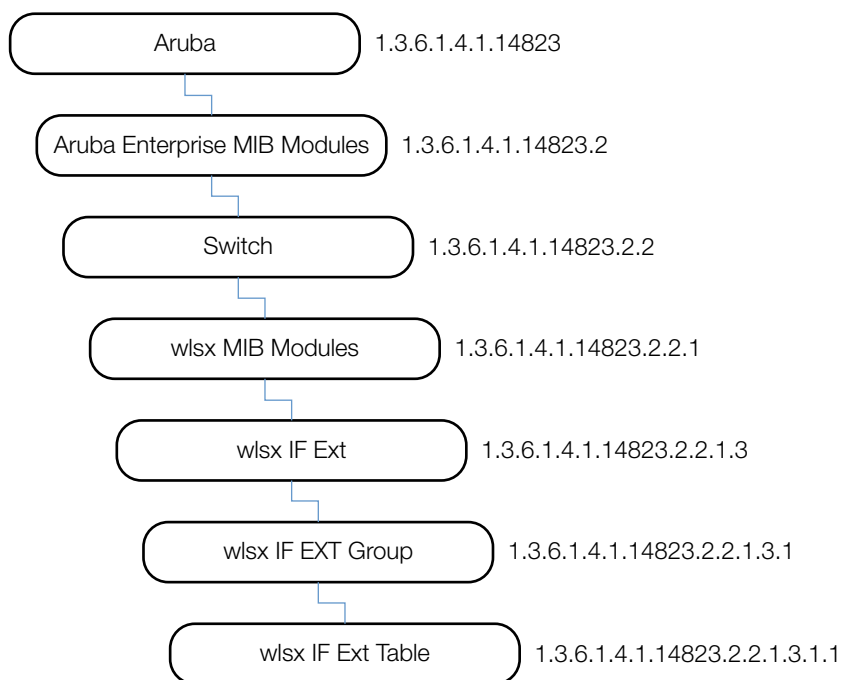 Aruba 1.3.6.1.4.1.14823
Aruba Enterprise MIB Modules 1.3.6.1.4.1.14823.2
Switch 1.3.6.1.4.1.14823.2.2
wlsx MIB Modules 1.3.6.1.4.1.14823.2.2.1
wlsx IF Ext 1.3.6.1.4.1.14823.2.2.1.3
wlsx IF EXT Group 1.3.6.1.4.1.14823.2.2.1.3.1
wlsx IF Ext Table 1.3.6.1.4.1.14823.2.2.1.3.1.1